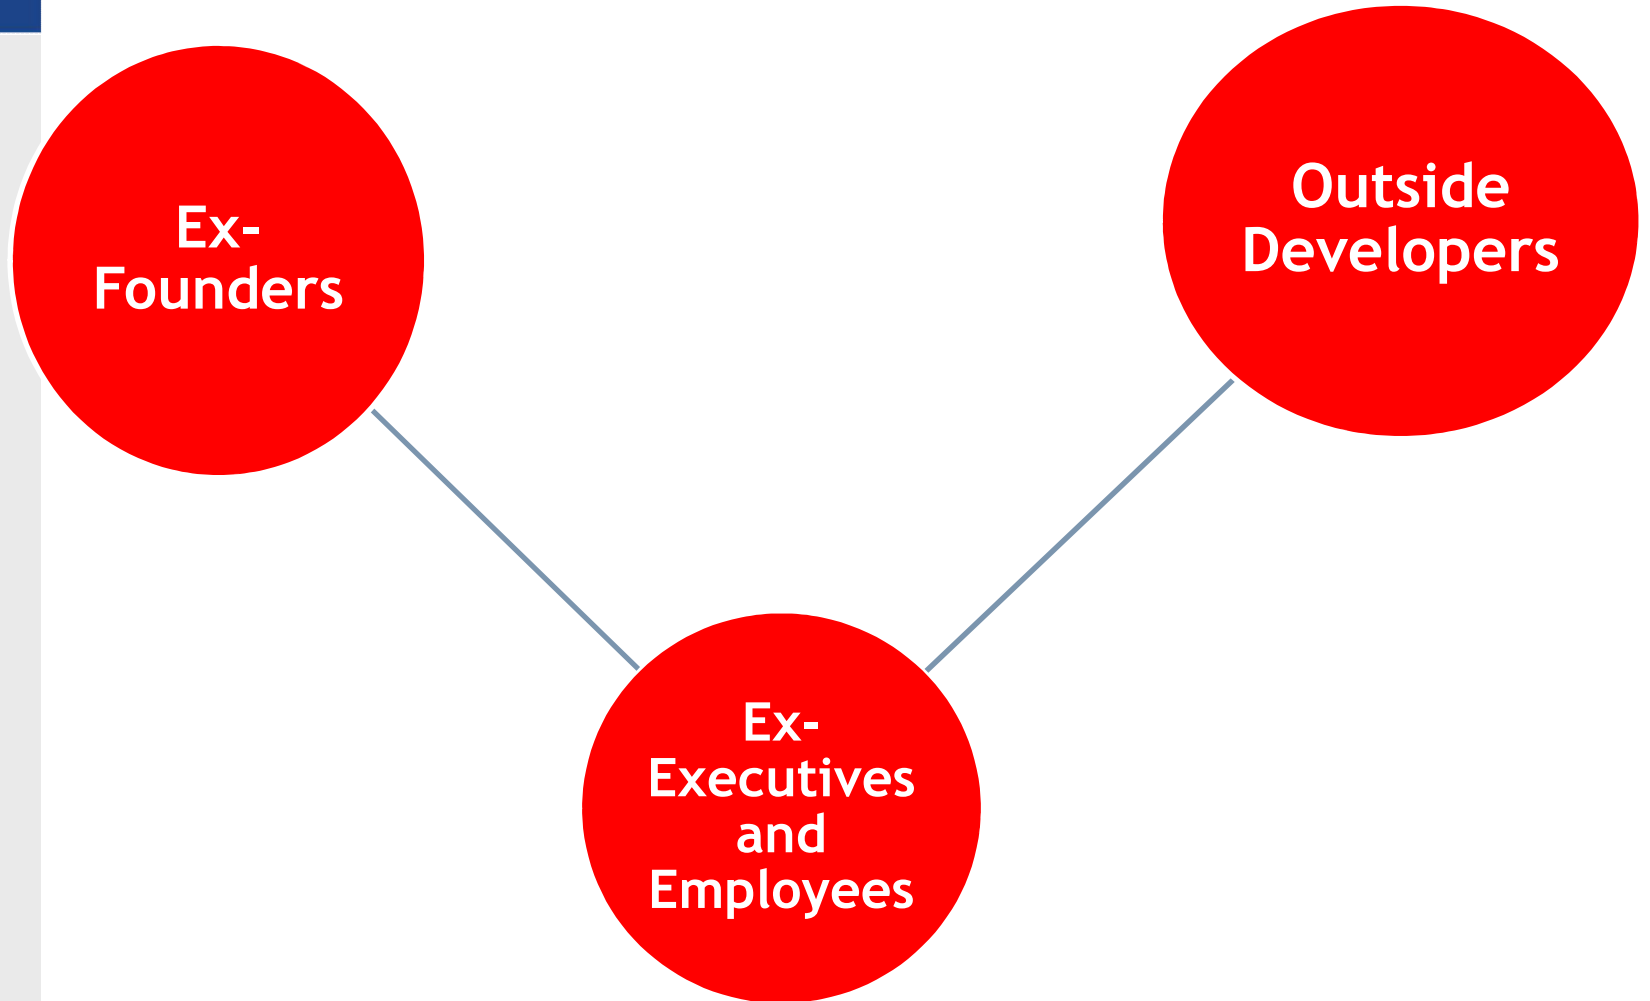 Ex-
Founders
Outside
Developers
Ex-
Executives
and
Employees